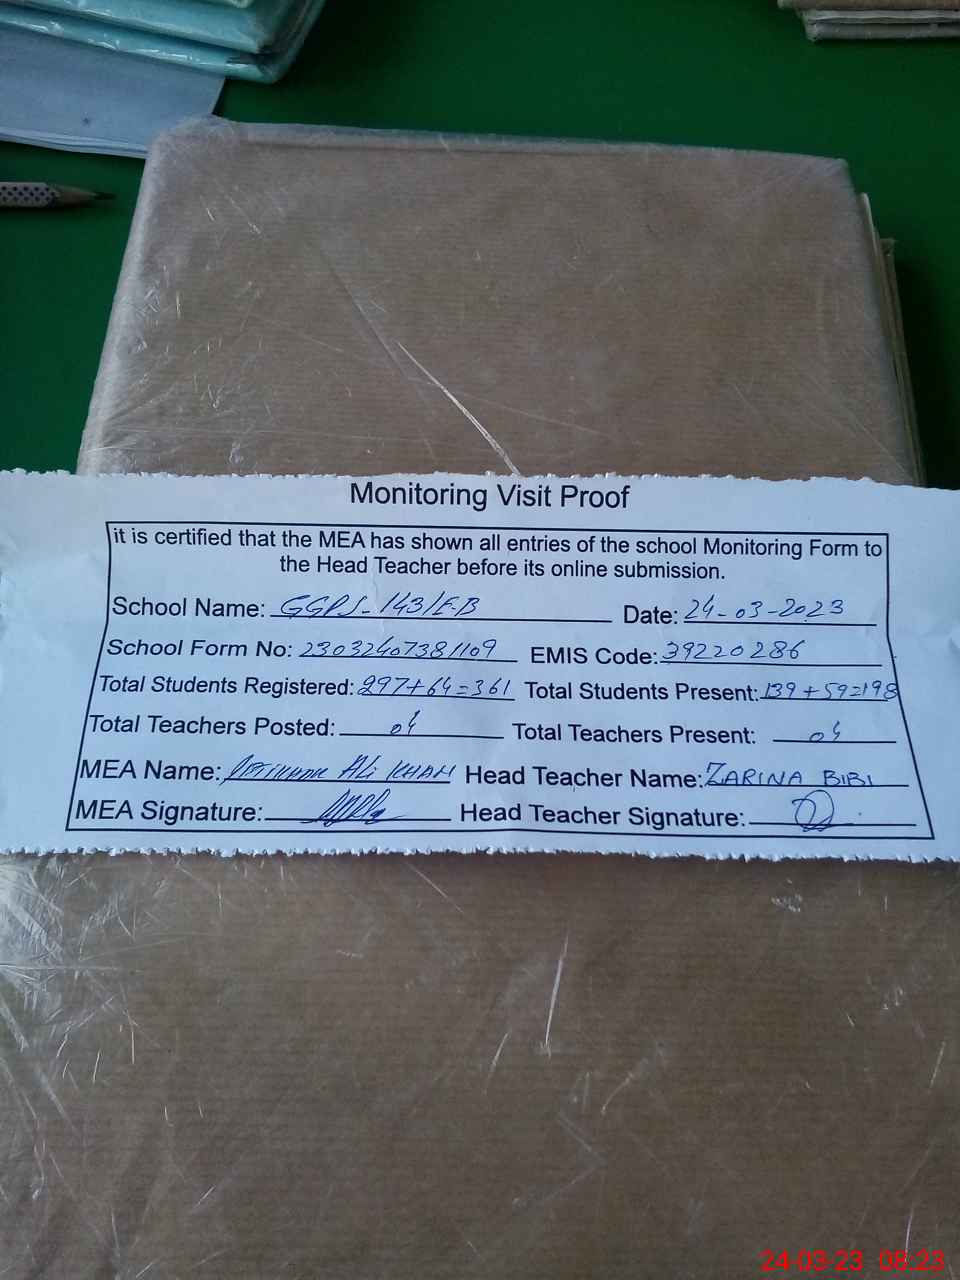 Monitoring Visit Proof
it is certified that the MEA has shown all entries of the school Monitoring Form to
the Head Teacher before its online submission.
School Name: GGPS-143/E-B Date: 24-03-2023
School Form No: 23032407381109 EMIS Code: 39220286
Total Students Registered: 297+64=361 Total Students Present: 139+59=198
Total Teachers Posted: 04 Total Teachers Present: 04
MEA Name: ALI KHAN Head Teacher Name: ZARINA BIBI
MEA Signature: Head Teacher Signature:
24-03-23 08:23